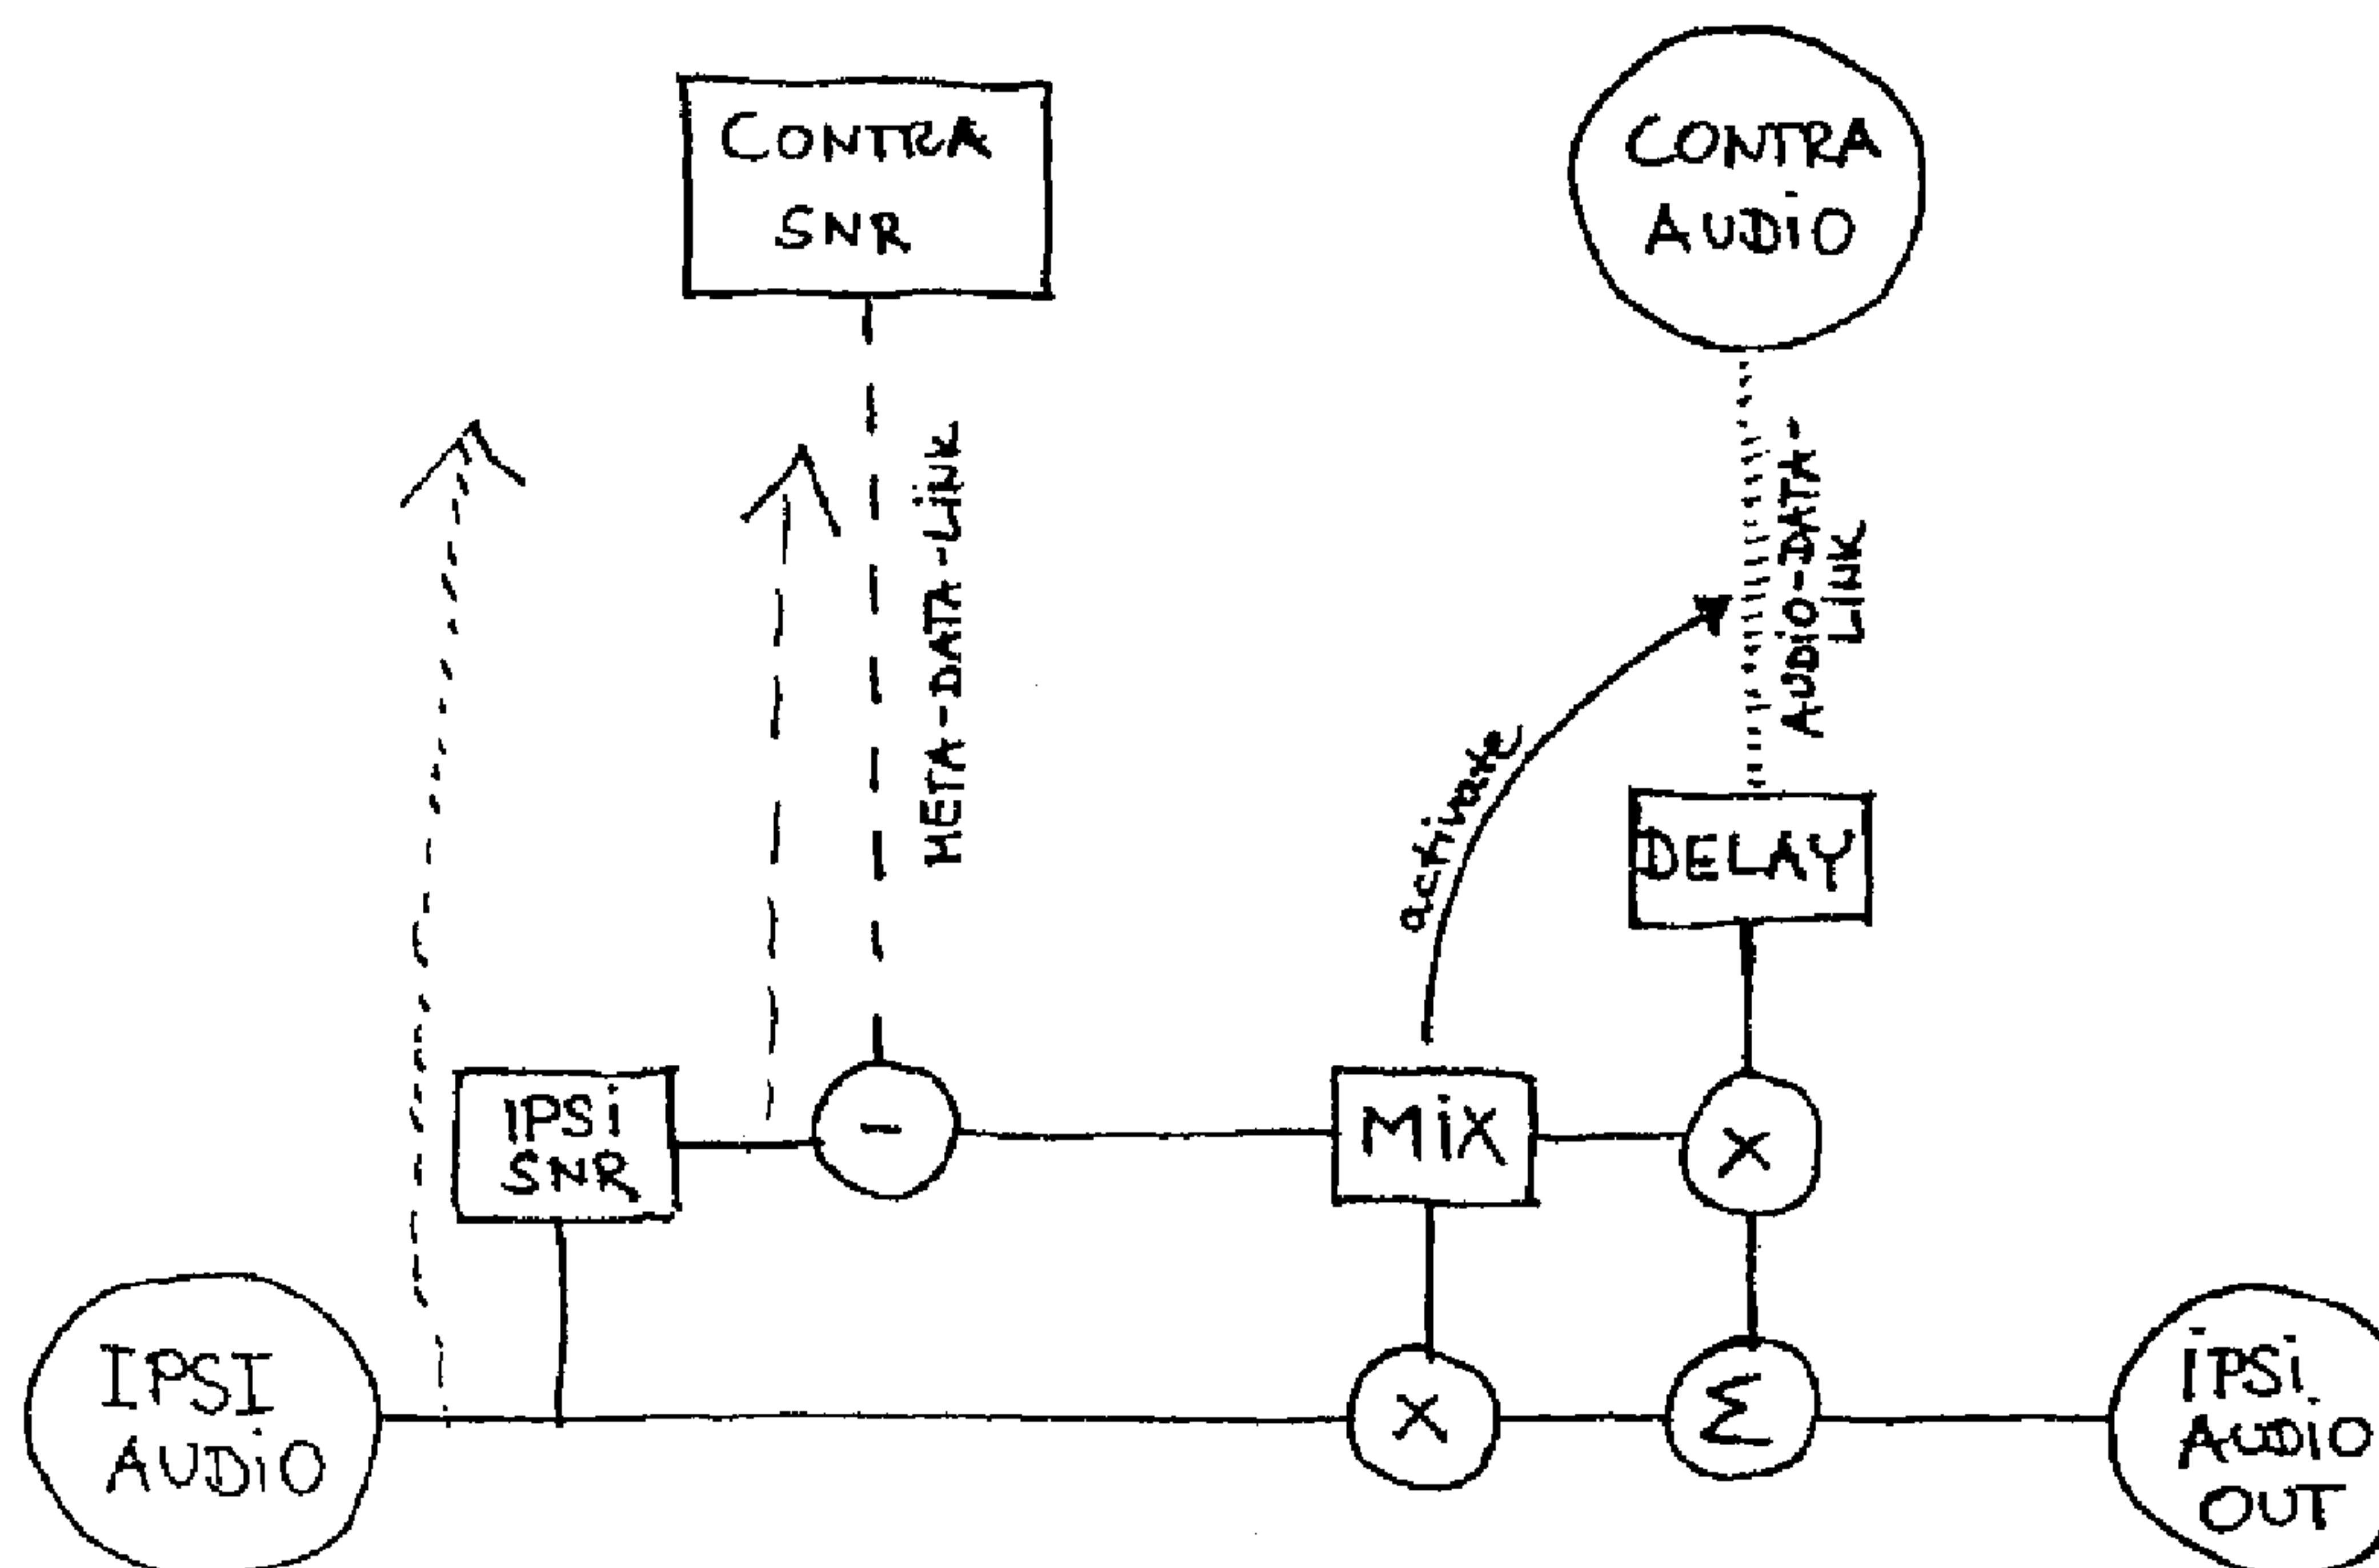 CONTRA
SNR
CONTRA
AUDiO
META-DATA-LiNK
AUDiO-DATA-
LiNK
activate
DELAY
IPSi
SNR
-
MiX
X
IPSI
AUDiO
X
Σ
iPSi
AUDiO
OUT